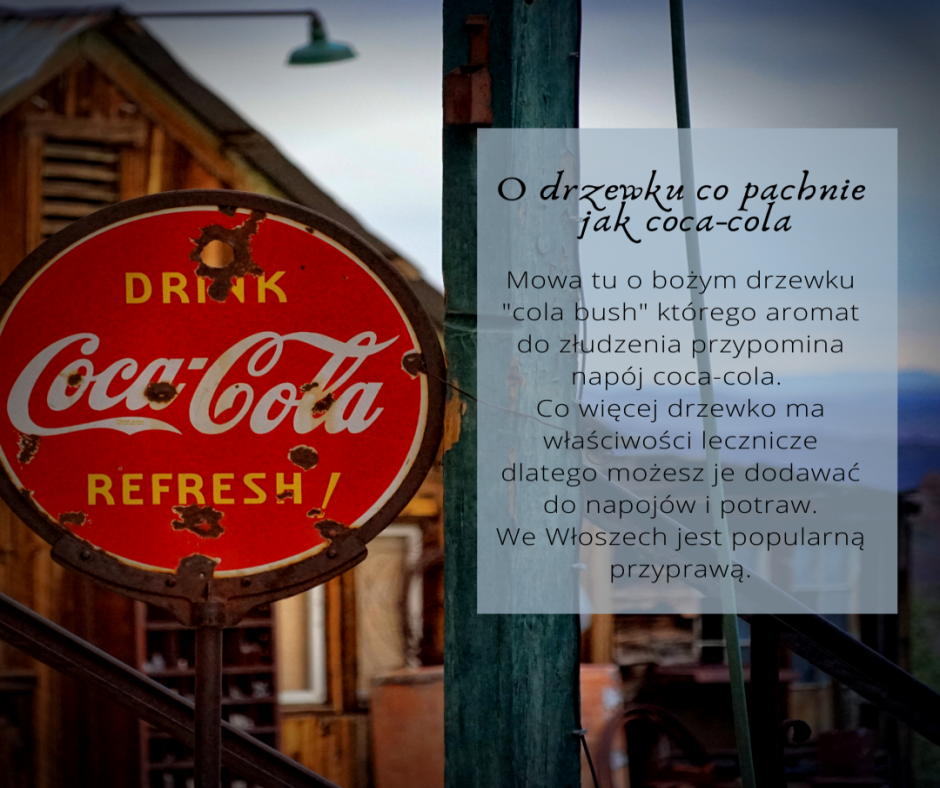 DRINK
Coca-Cola
REFRESH!
O drzewku co pachnie
jak coca-cola
Mowa tu o bożym drzewku
"cola bush" którego aromat
do złudzenia przypomina
napój coca-cola.
Co więcej drzewko ma
właściwości lecznicze
dlatego możesz je dodawać
do napojów i potraw.
We Włoszech jest popularną
przyprawą.